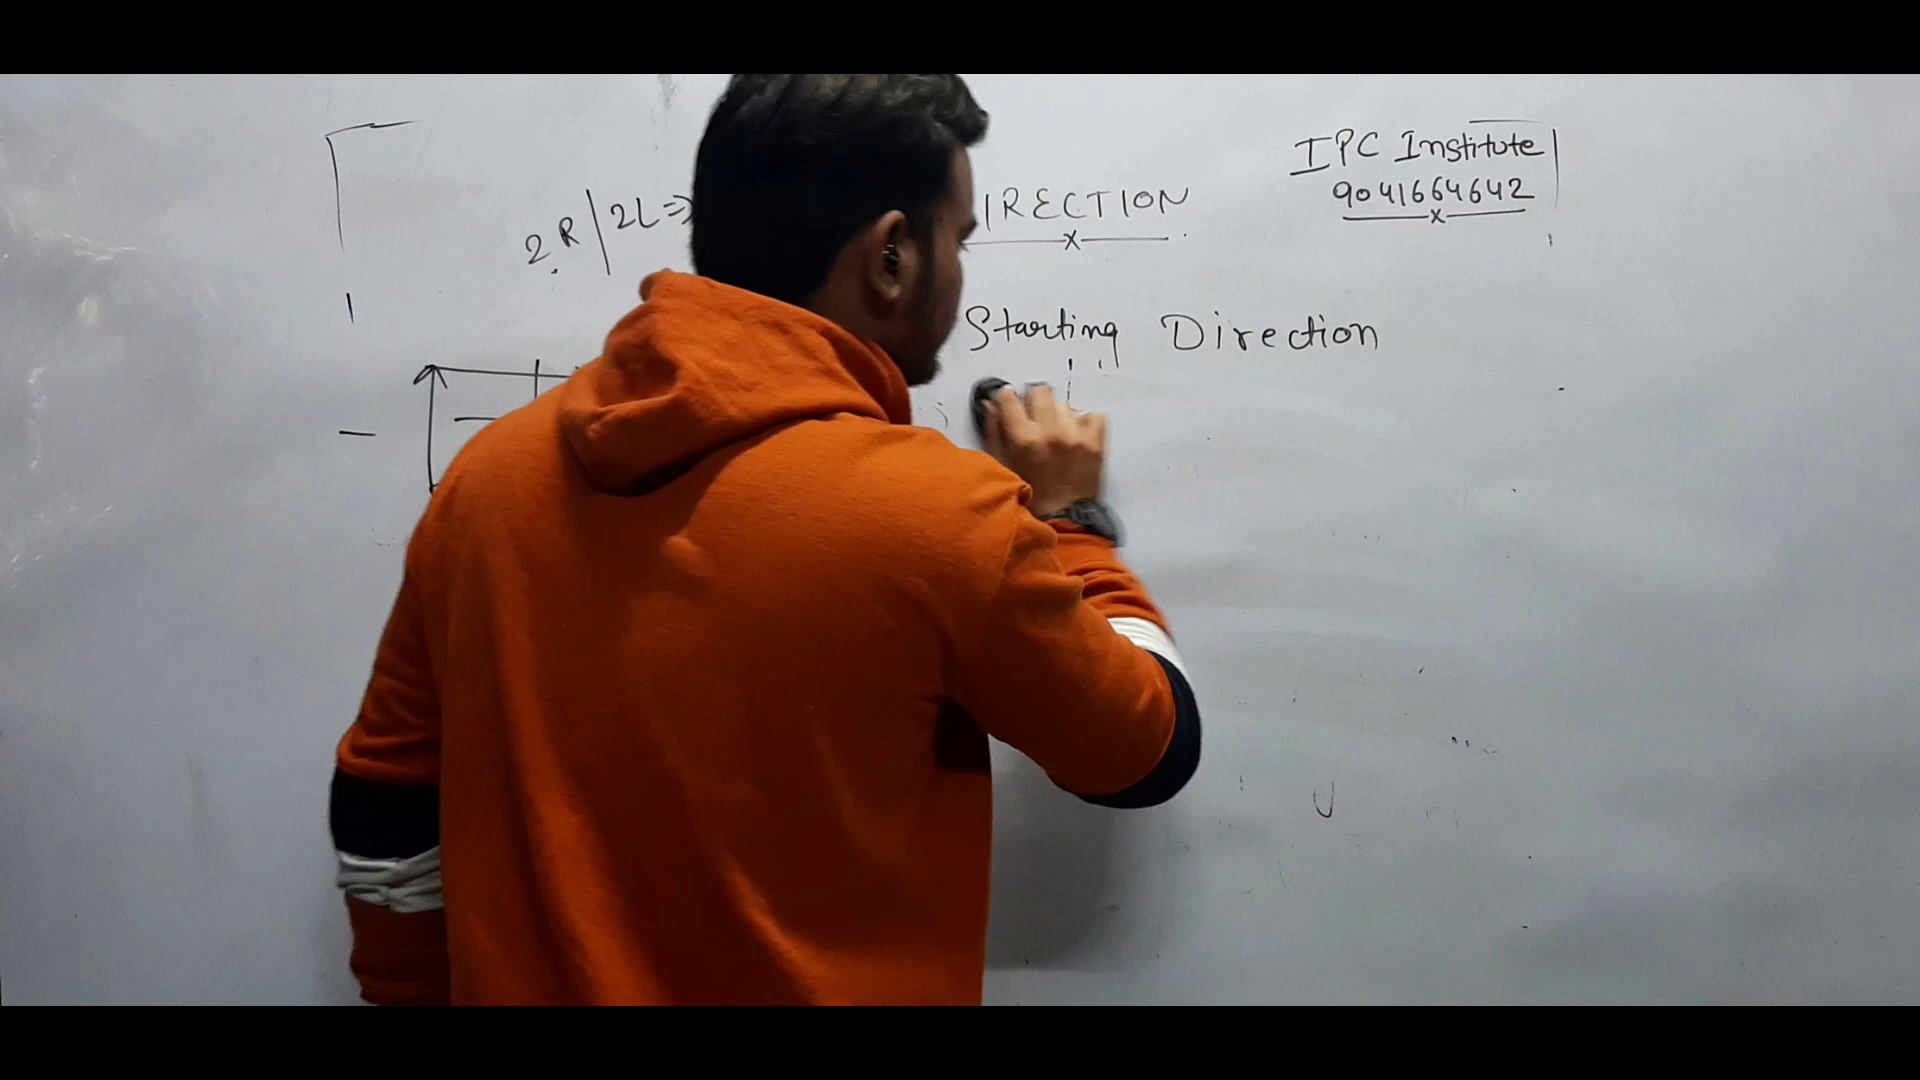 IPC Institute
9041664642
2R/2L⇒
IRECTION
Starting Direction